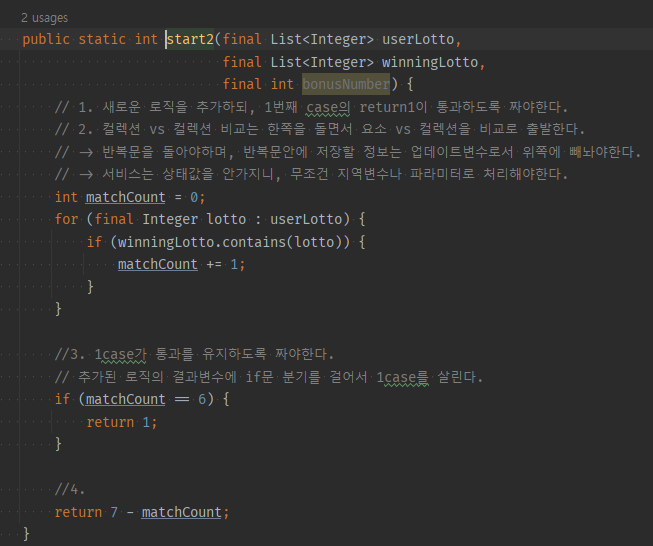 2 usages
public static int start2(final List<Integer> userLotto,
final List<Integer> winningLotto,
final int bonusNumber) {
// 1. 새로운 로직을 추가하되, 1번째 case의 return1이 통과하도록 짜야한다.
// 2. 컬렉션 vs 컬렉션 비교는 한쪽을 돌면서 요소 vs 컬렉션을 비교로 출발한다.
// -> 반복문을 돌아야하며, 반복문안에 저장할 정보는 업데이트변수로서 위쪽에 빼놔야한다.
// -> 서비스는 상태값을 안가지니, 무조건 지역변수나 파라미터로 처리해야한다.
int matchCount = 0;
for (final Integer lotto : userLotto) {
if (winningLotto.contains(lotto)) {
matchCount += 1;
}
}
//3. 1case가 통과를 유지하도록 짜야한다.
// 추가된 로직의 결과변수에 if문 분기를 걸어서 1case를 살린다.
if (matchCount == 6) {
return 1;
}
//4.
return 7 - matchCount;
}